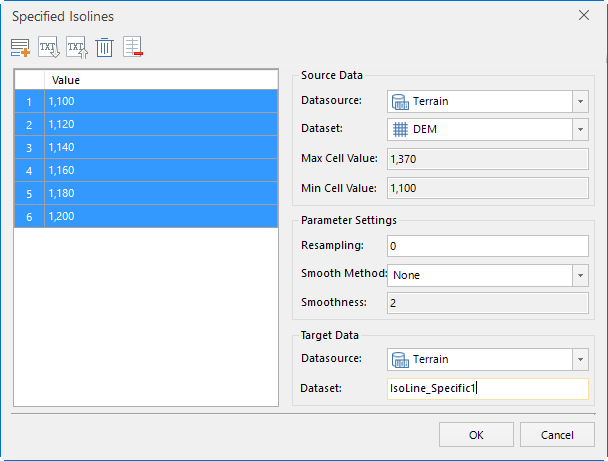 Specified Isolines
TXT TXT
Value
1 1,100
2 1,120
3 1,140
4 1,160
5 1,180
6 1,200
Source Data
Datasource: Terrain
Dataset: DEM
Max Cell Value: 1,370
Min Cell Value: 1,100
Parameter Settings
Resampling: 0
Smooth Method: None
Smoothness: 2
Target Data
Datasource: Terrain
Dataset: IsoLine_Specific1
OK Cancel